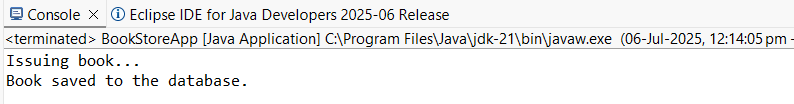 Console × Eclipse IDE for Java Developers 2025-06 Release
<terminated> BookStoreApp [Java Application] C:\Program Files\Java\jdk-21\bin\javaw.exe (06-Jul-2025, 12:14:05 pm -
Issuing book...
Book saved to the database.